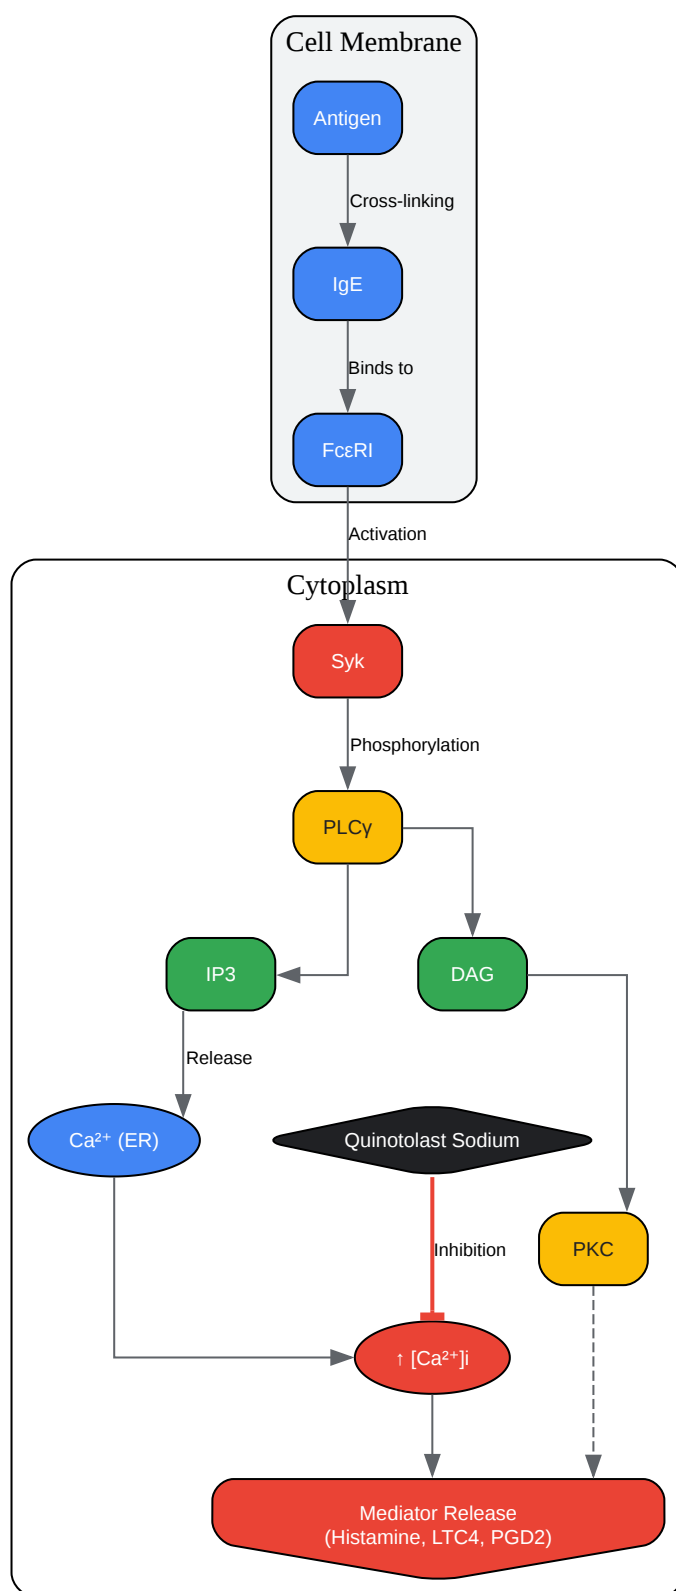 Cell Membrane
Antigen
Cross-linking
IgE
Binds to
FcεRI
Activation
Cytoplasm
Syk
Phosphorylation
PLCγ
IP3
DAG
Release
Ca²⁺ (ER)
Quinotolast Sodium
Inhibition
PKC
↑ [Ca²⁺]i
Mediator Release
(Histamine, LTC4, PGD2)